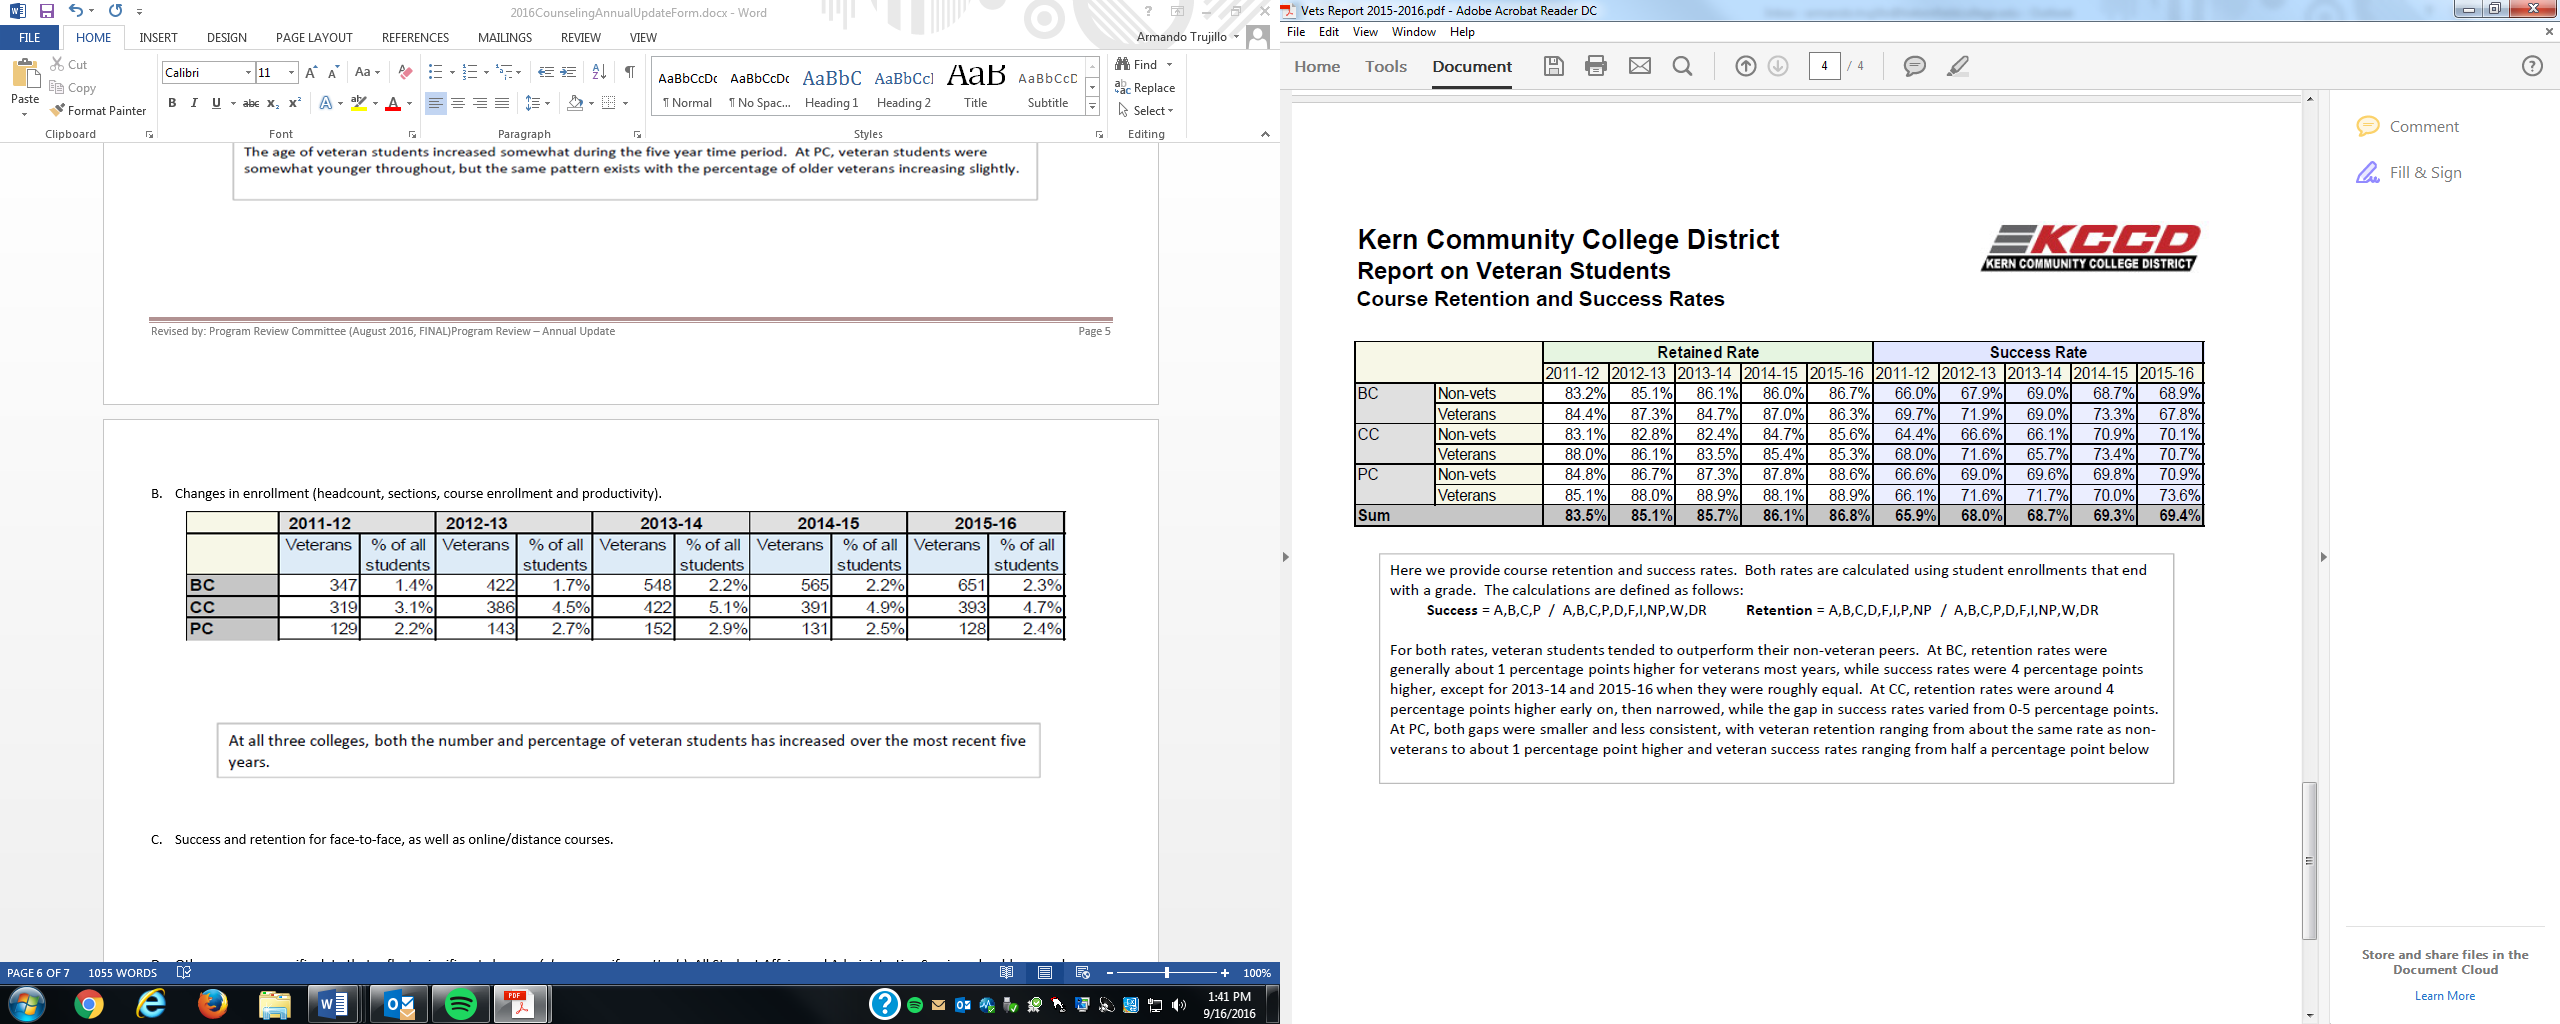 2016CounselingAnnualUpdateForm.docx - Word
FILE HOME INSERT DESIGN PAGE LAYOUT REFERENCES MAILINGS REVIEW VIEW
Armando Trujillo
Paste
Cut
Copy
Format Painter
Clipboard
Calibri 11
Font
Paragraph
AaBbCcDc AaBbCcDc AaBbC AaBbCcI AaB AaBbCcD
¶ Normal ¶ No Spac... Heading 1 Heading 2 Title Subtitle
Styles
Find
Replace
Select
Editing
The age of veteran students increased somewhat during the five year time period. At PC, veteran students were
somewhat younger throughout, but the same pattern exists with the percentage of older veterans increasing slightly.
Revised by: Program Review Committee (August 2016, FINAL)Program Review – Annual Update Page 5
B. Changes in enrollment (headcount, sections, course enrollment and productivity).
2011-12 2012-13 2013-14 2014-15 2015-16
Veterans % of all students Veterans % of all students Veterans % of all students Veterans % of all students Veterans % of all students
BC 347 1.4% 422 1.7% 548 2.2% 565 2.2% 651 2.3%
CC 319 3.1% 386 4.5% 422 5.1% 391 4.9% 393 4.7%
PC 129 2.2% 143 2.7% 152 2.9% 131 2.5% 128 2.4%
At all three colleges, both the number and percentage of veteran students has increased over the most recent five
years.
C. Success and retention for face-to-face, as well as online/distance courses.
PAGE 6 OF 7 1055 WORDS 100%
Vets Report 2015-2016.pdf - Adobe Acrobat Reader DC
File Edit View Window Help
Home Tools Document 4 / 4
Comment
Fill & Sign
Kern Community College District
Report on Veteran Students
Course Retention and Success Rates
KCCD
KERN COMMUNITY COLLEGE DISTRICT
Retained Rate Success Rate
2011-12 2012-13 2013-14 2014-15 2015-16 2011-12 2012-13 2013-14 2014-15 2015-16
BC Non-vets 83.2% 85.1% 86.1% 86.0% 86.7% 66.0% 67.9% 69.0% 68.7% 68.9%
Veterans 84.4% 87.3% 84.7% 87.0% 86.3% 69.7% 71.9% 69.0% 73.3% 67.8%
CC Non-vets 83.1% 82.8% 82.4% 84.7% 85.6% 64.4% 66.6% 66.1% 70.9% 70.1%
Veterans 88.0% 86.1% 83.5% 85.4% 85.3% 68.0% 71.6% 65.7% 73.4% 70.7%
PC Non-vets 84.8% 86.7% 87.3% 87.8% 88.6% 66.6% 69.0% 69.6% 69.8% 70.9%
Veterans 85.1% 88.0% 88.9% 88.1% 88.9% 66.1% 71.6% 71.7% 70.0% 73.6%
Sum 83.5% 85.1% 85.7% 86.1% 86.8% 65.9% 68.0% 68.7% 69.3% 69.4%
Here we provide course retention and success rates. Both rates are calculated using student enrollments that end
with a grade. The calculations are defined as follows:
Success = A,B,C,P / A,B,C,P,D,F,I,NP,W,DR Retention = A,B,C,D,F,I,P,NP / A,B,C,P,D,F,I,NP,W,DR
For both rates, veteran students tended to outperform their non-veteran peers. At BC, retention rates were
generally about 1 percentage points higher for veterans most years, while success rates were 4 percentage points
higher, except for 2013-14 and 2015-16 when they were roughly equal. At CC, retention rates were around 4
percentage points higher early on, then narrowed, while the gap in success rates varied from 0-5 percentage points.
At PC, both gaps were smaller and less consistent, with veteran retention ranging from about the same rate as non-
veterans to about 1 percentage point higher and veteran success rates ranging from half a percentage point below
Store and share files in the
Document Cloud
Learn More
1:41 PM
9/16/2016